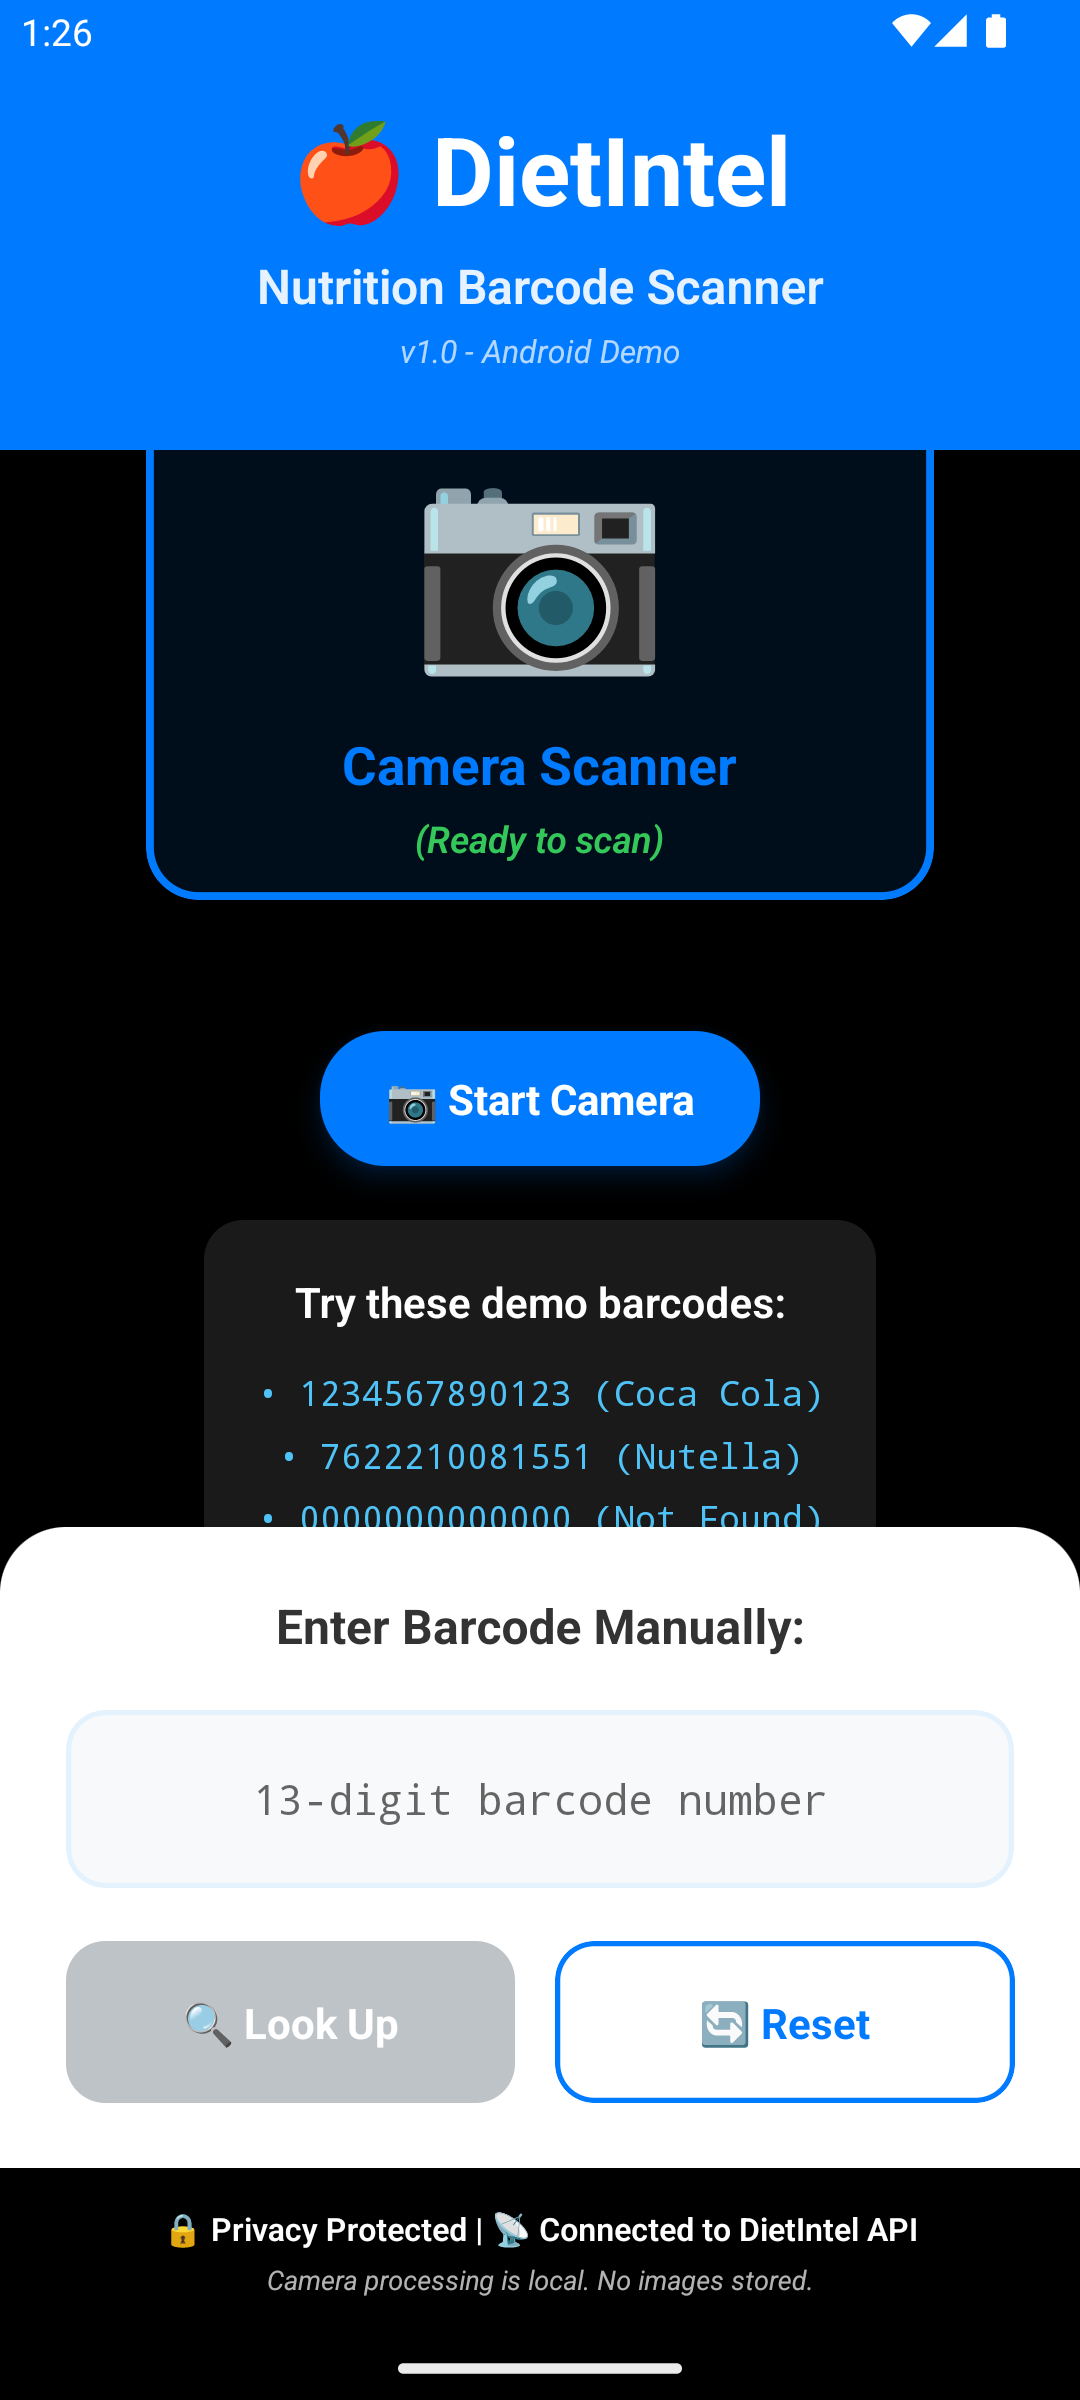 1:26
🍎 DietIntel
Nutrition Barcode Scanner
v1.0 - Android Demo
Camera Scanner
(Ready to scan)
📷 Start Camera
Try these demo barcodes:
• 1234567890123 (Coca Cola)
• 7622210081551 (Nutella)
• 0000000000000 (Not Found)
Enter Barcode Manually:
13-digit barcode number
🔍 Look Up
🔄 Reset
🔒 Privacy Protected | 📡 Connected to DietIntel API
Camera processing is local. No images stored.